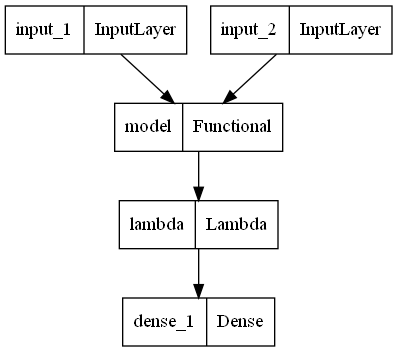 input_1 InputLayer input_2 InputLayer
model Functional
lambda Lambda
dense_1 Dense